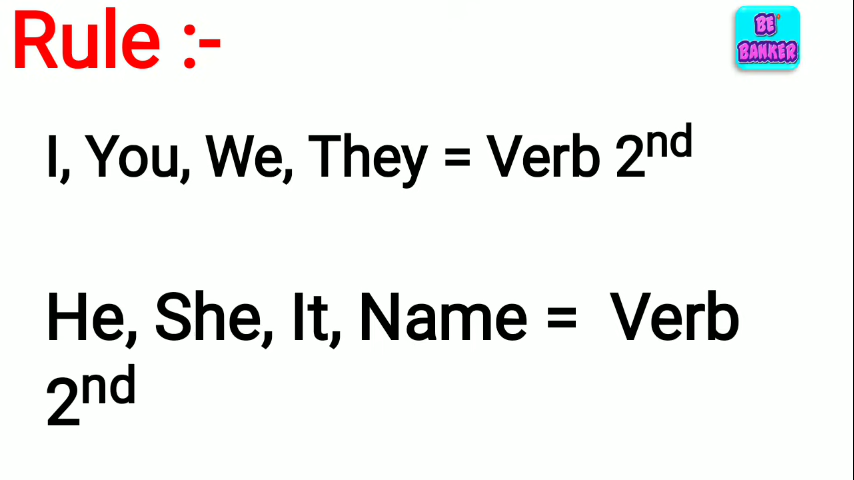 Rule :-
BE
BANKER
I, You, We, They = Verb 2nd
He, She, It, Name = Verb
2nd